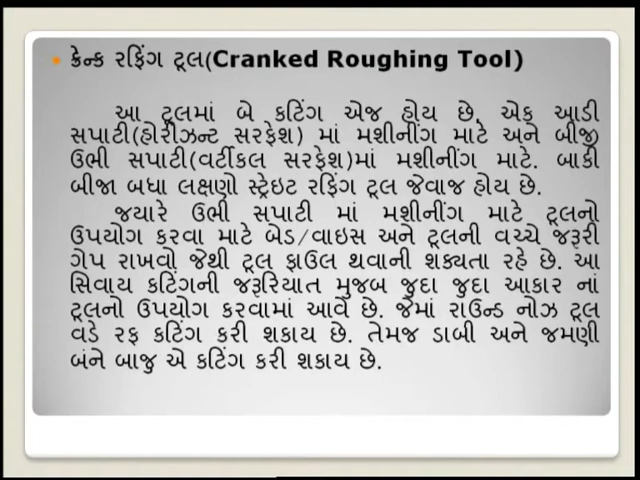 ક્રેન્ક રફિંગ ટૂલ(Cranked Roughing Tool)
આ ટૂલમાં બે કટિંગ એજ હોય છે, એક આડી
સપાટી(હોરીઝન્ટ સરફેશ) માં મશીનીંગ માટે અને બીજી
ઉભી સપાટી(વર્ટીકલ સરફેશ)માં મશીનીંગ માટે. બાકી
બીજા બધા લક્ષણો સ્ટ્રેઇટ રફિંગ ટૂલ જેવાજ હોય છે.
જયારે ઉભી સપાટી માં મશીનીંગ માટે ટૂલનો
ઉપયોગ કરવા માટે બેડ/વાઇસ અને ટૂલની વચ્ચે જરૂરી
ગેપ રાખવો જેથી ટૂલ ફાઉલ થવાની શક્યતા રહે છે. આ
સિવાય કટિંગની જરૂરિયાત મુજબ જુદા જુદા આકાર નાં
ટૂલનો ઉપયોગ કરવામાં આવે છે. જેમાં રાઉન્ડ નોઝ ટૂલ
વડે રફ કટિંગ કરી શકાય છે. તેમજ ડાબી અને જમણી
બંને બાજુ એ કટિંગ કરી શકાય છે.